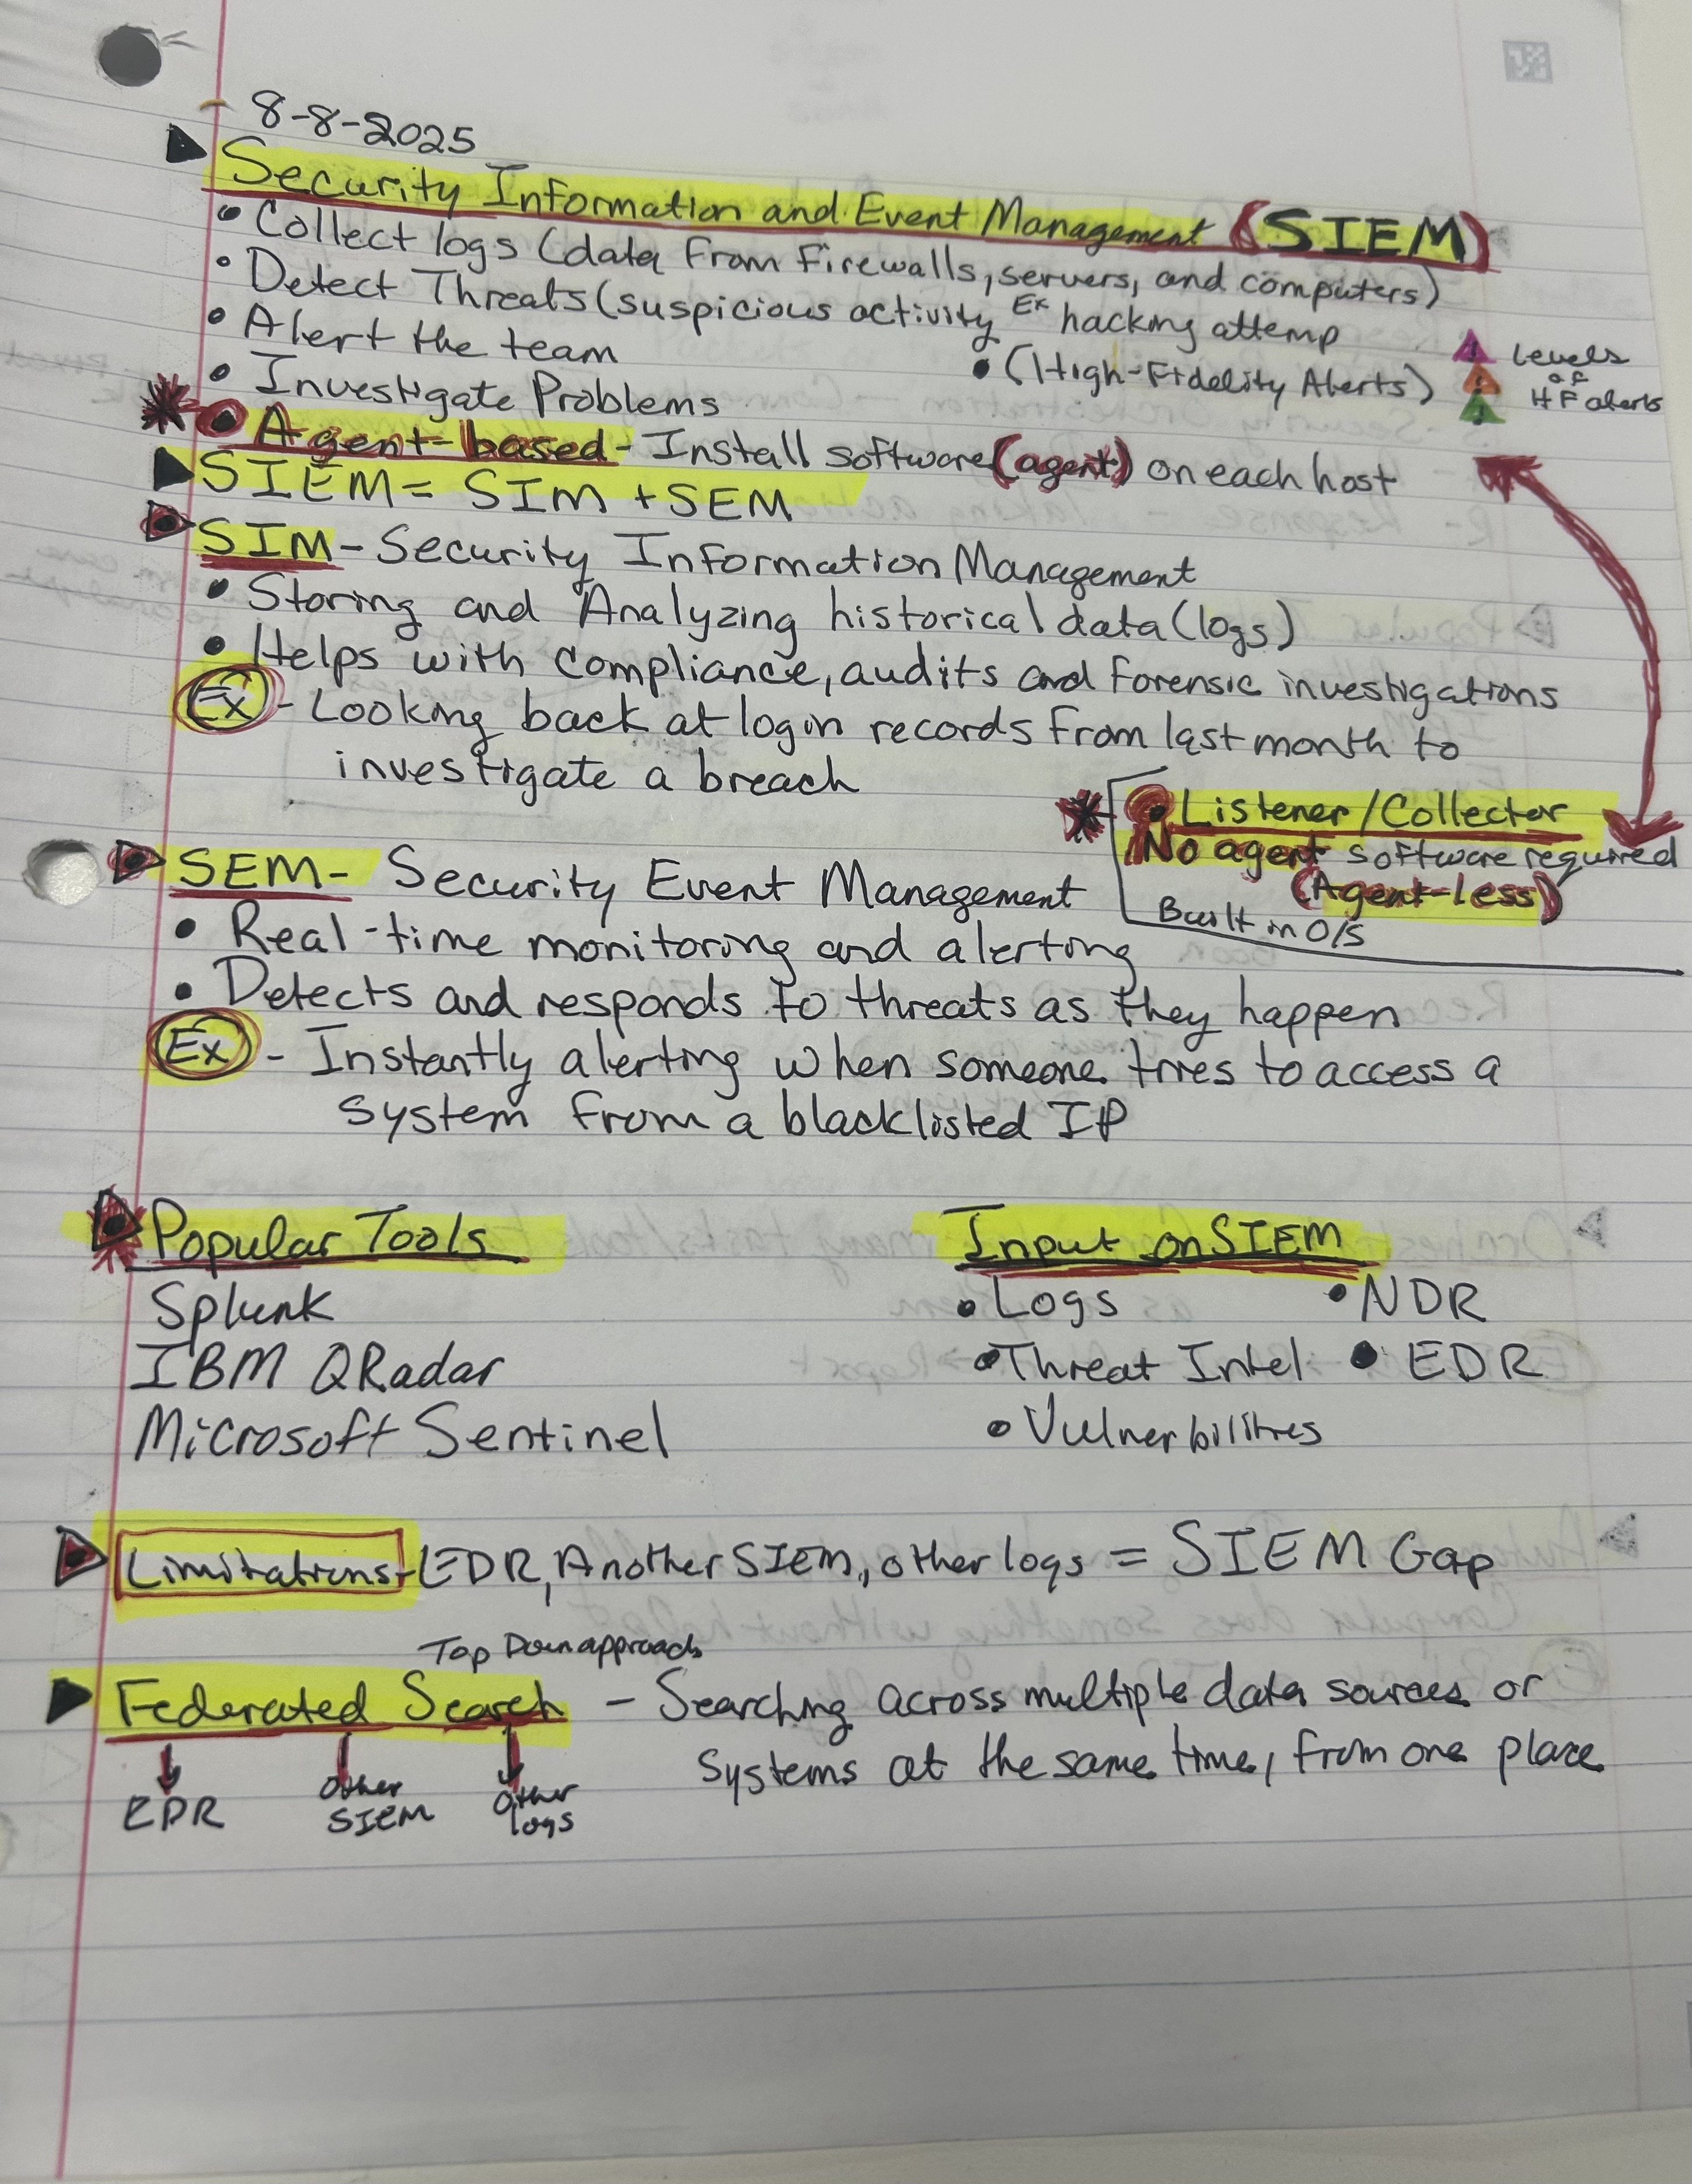 8-8-2025
Security Information and Event Management (SIEM)
• Collect logs (data from firewalls, servers, and computers)
• Detect Threats (suspicious activity Ex hacking attemp
• Alert the team
• (High-Fidelity Alerts)
Levels
of
HF alerts
• Investigate Problems
• Agent-based - Install software (agent) on each host
SIEM = SIM + SEM
SIM - Security Information Management
• Storing and Analyzing historical data (logs)
• Helps with compliance, audits and forensic investigations
Ex - Looking back at login records from last month to
investigate a breach
• Listener/Collector
No agent software required
(Agent-less)
Built in O/S
SEM - Security Event Management
• Real-time monitoring and alerting
• Detects and responds to threats as they happen
Ex - Instantly alerting when someone tries to access a
system from a blacklisted IP
Popular Tools
Splunk
IBM QRadar
Microsoft Sentinel
Input on SIEM
• Logs • NDR
• Threat Intel • EDR
• Vulnerbilities
Limitations - EDR, Another SIEM, other logs = SIEM Gap
Top Down approach
Federated Search - Searching across multiple data sources or
systems at the same time, from one place
EDR
other
SIEM
other
logs